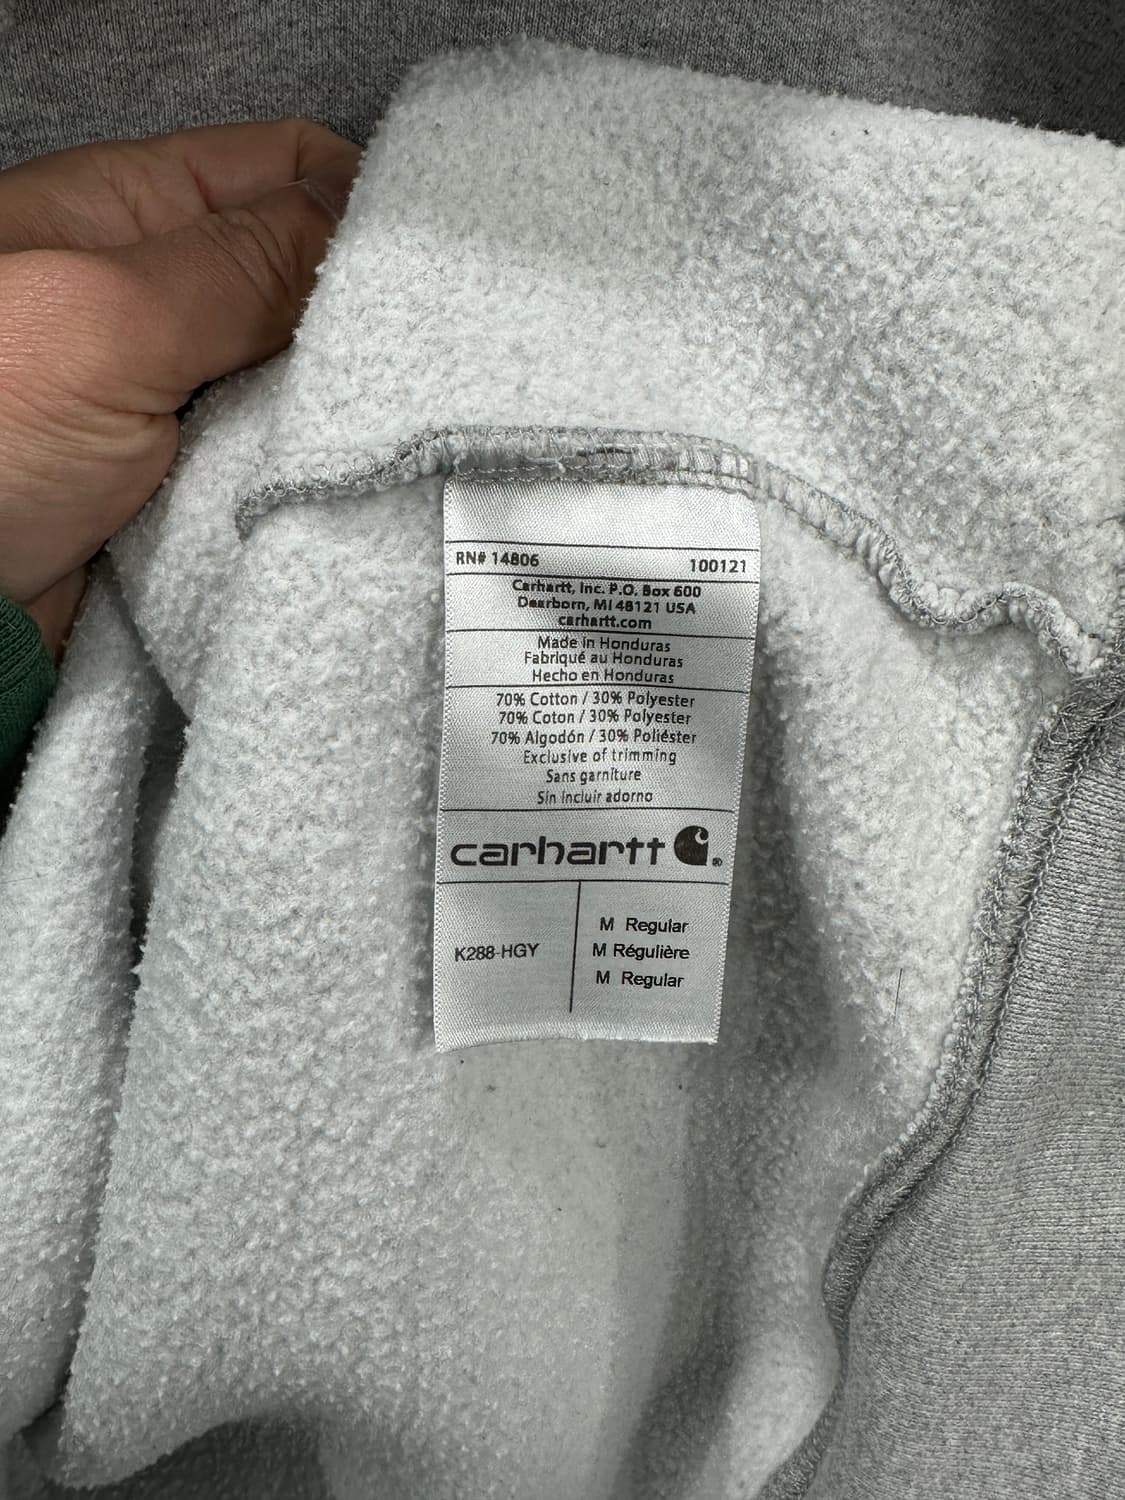 RN# 14806 100121
Carhartt, Inc. P.O. Box 600
Dearborn, MI 48121 USA
carhartt.com
Made in Honduras
Fabriqué au Honduras
Hecho en Honduras
70% Cotton / 30% Polyester
70% Coton / 30% Polyester
70% Algodón / 30% Poliéster
Exclusive of trimming
Sans garniture
Sin incluir adorno
carhartt ®
K288-HGY
M Regular
M Régulière
M Regular